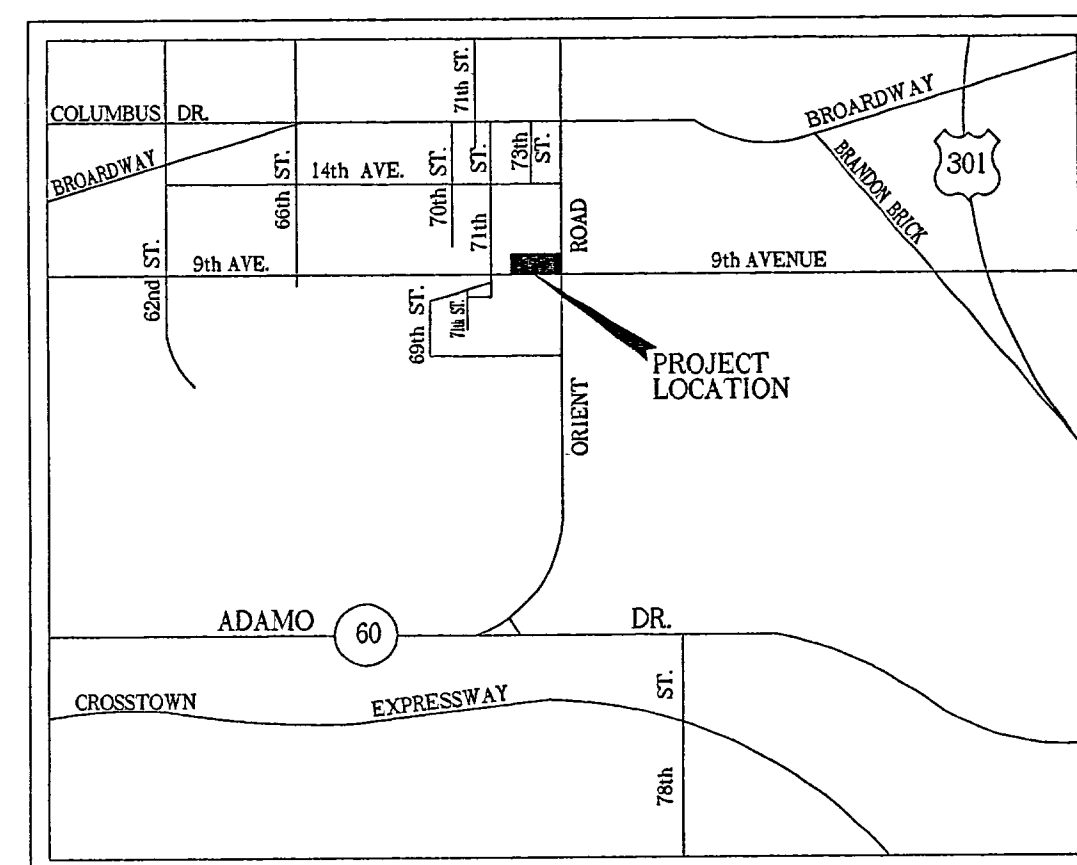 71th ST.
COLUMBUS DR.
BROARDWAY
BROARDWAY
301
BRANDON BRICK
66th ST.
14th AVE.
70th ST.
71th ST.
73th ST.
ROAD
62nd ST.
9th AVE.
9th AVENUE
69th ST.
71th ST.
PROJECT
LOCATION
ORIENT
ADAMO 60 DR.
CROSSTOWN EXPRESSWAY
78th ST.